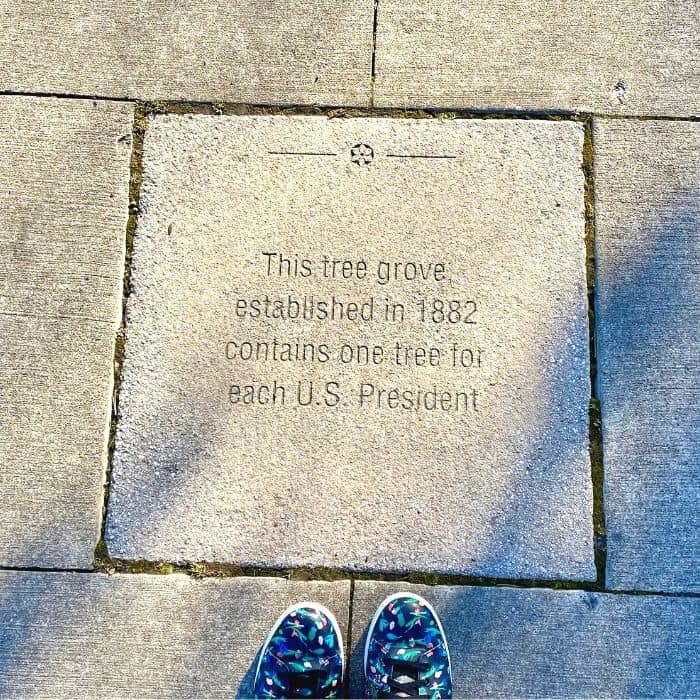 This tree grove,
established in 1882
contains one tree for
each U.S. President